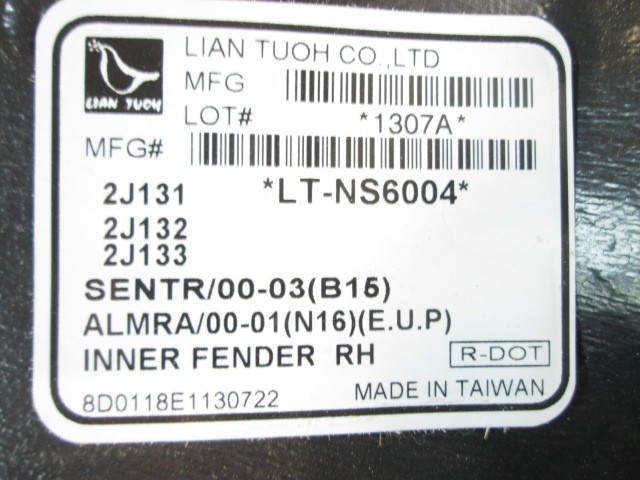 LIAN TUOH CO.,LTD
LIAN TUOH
MFG
LOT#
*1307A*
MFG#
*LT-NS6004*
2J131
2J132
2J133
SENTR/00-03(B15)
ALMRA/00-01(N16)(E.U.P)
INNER FENDER RH R-DOT
8D0118E1130722 MADE IN TAIWAN